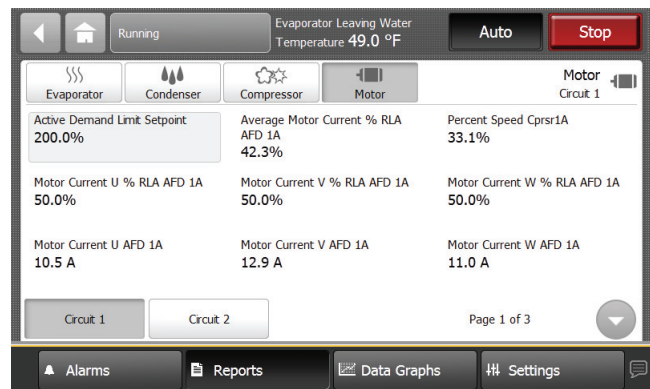 Running
Evaporator Leaving Water
Temperature 49.0 °F
Auto
Stop
Evaporator
Condenser
Compressor
Motor
Motor
Circuit 1
Active Demand Limit Setpoint
200.0%
Average Motor Current % RLA
AFD 1A
42.3%
Percent Speed Cprsr1A
33.1%
Motor Current U % RLA AFD 1A
50.0%
Motor Current V % RLA AFD 1A
50.0%
Motor Current W % RLA AFD 1A
50.0%
Motor Current U AFD 1A
10.5 A
Motor Current V AFD 1A
12.9 A
Motor Current W AFD 1A
11.0 A
Circuit 1
Circuit 2
Page 1 of 3
Alarms
Reports
Data Graphs
Settings